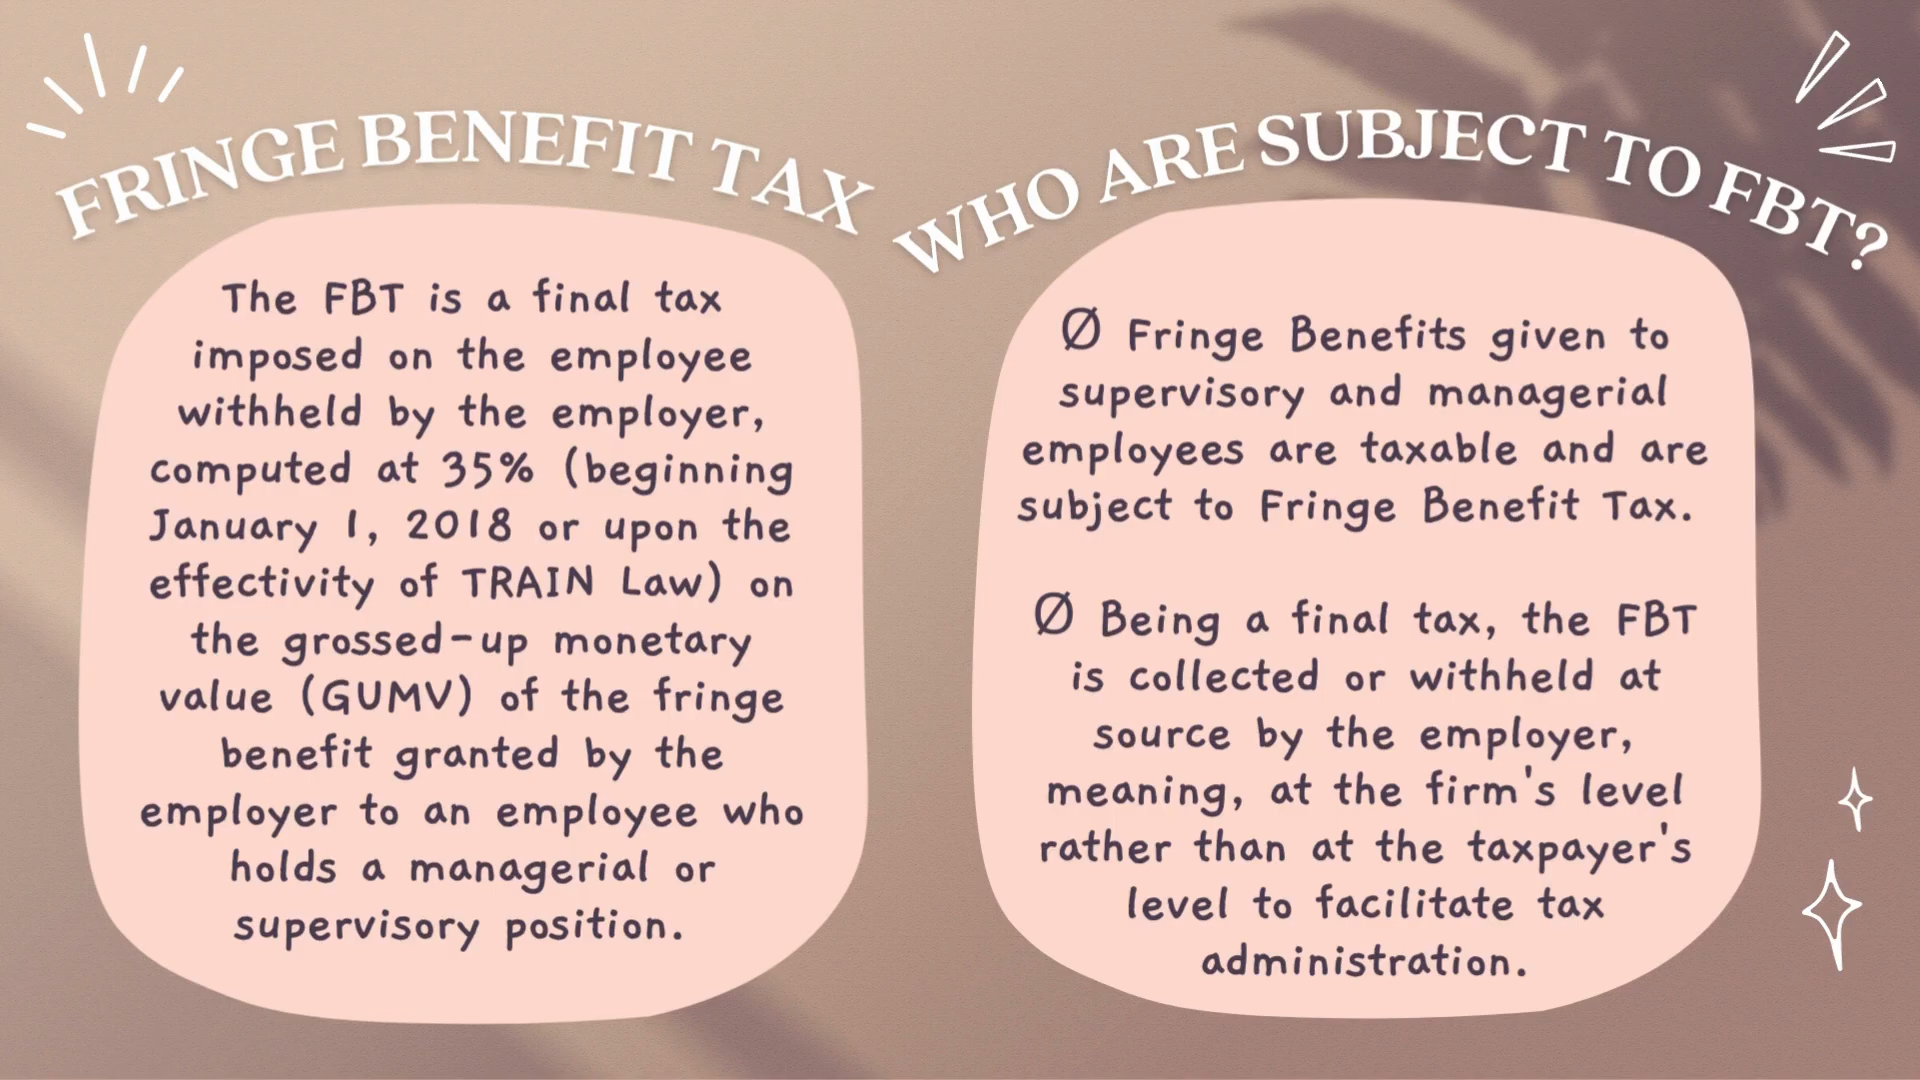 FRINGE BENEFIT TAX
The FBT is a final tax
imposed on the employee
withheld by the employer,
computed at 35% (beginning
January 1, 2018 or upon the
effectivity of TRAIN Law) on
the grossed-up monetary
value (GUMV) of the fringe
benefit granted by the
employer to an employee who
holds a managerial or
supervisory position.
WHO ARE SUBJECT TO FBT?
Ø Fringe Benefits given to
supervisory and managerial
employees are taxable and are
subject to Fringe Benefit Tax.
Ø Being a final tax, the FBT
is collected or withheld at
source by the employer,
meaning, at the firm's level
rather than at the taxpayer's
level to facilitate tax
administration.